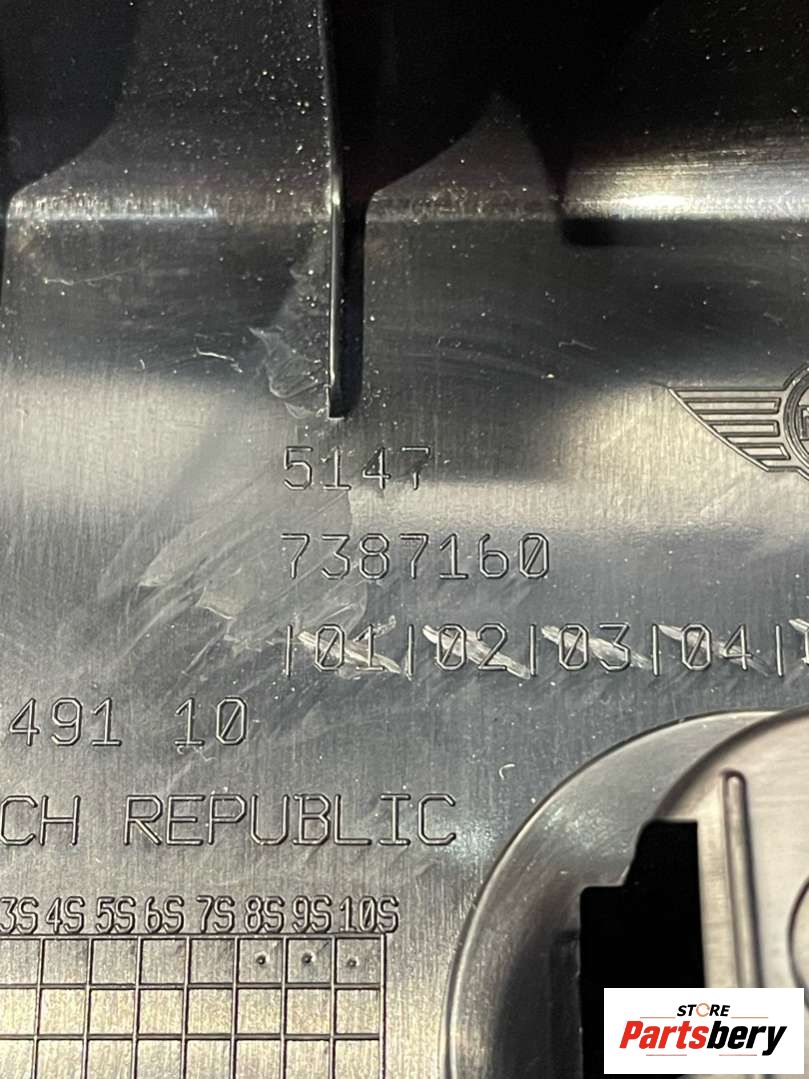 5147
7387160
|01|02|03|04|
491 10
CH REPUBLIC
3S 4S 5S 6S 7S 8S 9S 10S
STORE
Partsbery